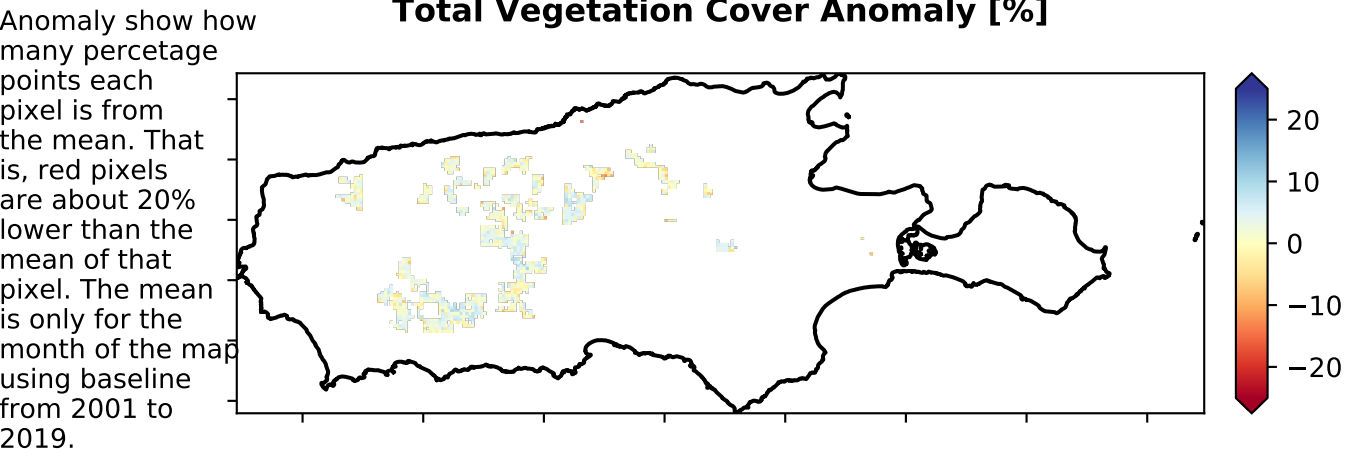 Total Vegetation Cover Anomaly [%]
Anomaly show how
many percetage
points each
pixel is from
the mean. That
is, red pixels
are about 20%
lower than the
mean of that
pixel. The mean
is only for the
month of the map
using baseline
from 2001 to
2019.
20
10
0
−10
−20